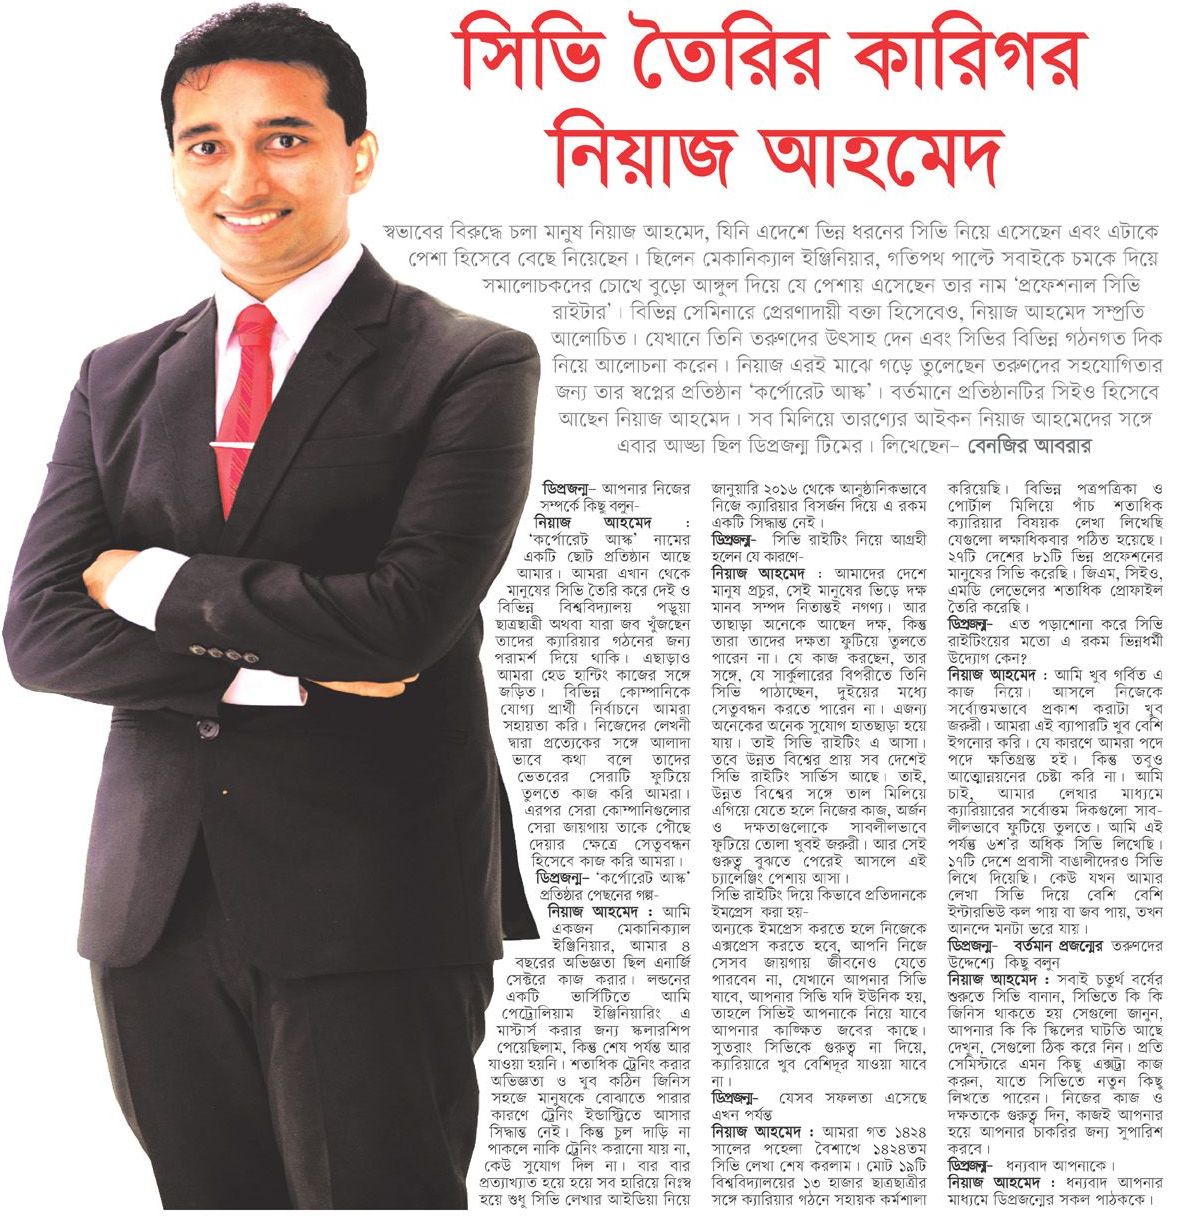 সিভি তৈরির কারিগর
নিয়াজ আহমেদ
স্বভাবের বিরুদ্ধে চলা মানুষ নিয়াজ আহমেদ, যিনি এদেশে ভিন্ন ধরনের সিভি নিয়ে এসেছেন এবং এটাকে
পেশা হিসেবে বেছে নিয়েছেন। ছিলেন মেকানিক্যাল ইঞ্জিনিয়ার, গতিপথ পাল্টে সবাইকে চমকে দিয়ে
সমালোচকদের চোখে বুড়ো আঙ্গুল দিয়ে যে পেশায় এসেছেন তার নাম ‘প্রফেশনাল সিভি
রাইটার’। বিভিন্ন সেমিনারে প্রেরণাদায়ী বক্তা হিসেবেও, নিয়াজ আহমেদ সম্প্রতি
আলোচিত। যেখানে তিনি তরুণদের উৎসাহ দেন এবং সিভির বিভিন্ন গঠনগত দিক
নিয়ে আলোচনা করেন। নিয়াজ এরই মাঝে গড়ে তুলেছেন তরুণদের সহযোগিতার
জন্য তার স্বপ্নের প্রতিষ্ঠান ‘কর্পোরেট আস্ক’। বর্তমানে প্রতিষ্ঠানটির সিইও হিসেবে
আছেন নিয়াজ আহমেদ। সব মিলিয়ে তারণ্যের আইকন নিয়াজ আহমেদের সঙ্গে
এবার আড্ডা ছিল ডিপ্রজন্ম টিমের। লিখেছেন– বেনজির আবরার
ডিপ্রজন্ম– আপনার নিজের
সম্পর্কে কিছু বলুন-
নিয়াজ আহমেদ :
‘কর্পোরেট আস্ক’ নামের
একটি ছোট প্রতিষ্ঠান আছে
আমার। আমরা এখান থেকে
মানুষের সিভি তৈরি করে দেই ও
বিভিন্ন বিশ্ববিদ্যালয় পড়ুয়া
ছাত্রছাত্রী অথবা যারা জব খুঁজছেন
তাদের ক্যারিয়ার গঠনের জন্য
পরামর্শ দিয়ে থাকি। এছাড়াও
আমরা হেড হান্টিং কাজের সঙ্গে
জড়িত। বিভিন্ন কোম্পানিকে
যোগ্য প্রার্থী নির্বাচনে আমরা
সহায়তা করি। নিজেদের লেখনী
দ্বারা প্রত্যেকের সঙ্গে আলাদা
ভাবে কথা বলে তাদের
ভেতরের সেরাটি ফুটিয়ে
তুলতে কাজ করি আমরা।
এরপর সেরা কোম্পানিগুলোর
সেরা জায়গায় তাকে পৌঁছে
দেয়ার ক্ষেত্রে সেতুবন্ধন
হিসেবে কাজ করি আমরা।
ডিপ্রজন্ম– ‘কর্পোরেট আস্ক’
প্রতিষ্ঠার পেছনের গল্প-
নিয়াজ আহমেদ : আমি
একজন মেকানিক্যাল
ইঞ্জিনিয়ার, আমার ৪
বছরের অভিজ্ঞতা ছিল এনার্জি
সেক্টরে কাজ করার। লন্ডনের
একটি ভার্সিটিতে আমি
পেট্রোলিয়াম ইঞ্জিনিয়ারিং এ
মাস্টার্স করার জন্য স্কলারশিপ
পেয়েছিলাম, কিন্তু শেষ পর্যন্ত আর
যাওয়া হয়নি। শতাধিক ট্রেনিং করার
অভিজ্ঞতা ও খুব কঠিন জিনিস
সহজে মানুষকে বোঝাতে পারার
কারণে ট্রেনিং ইন্ডাস্ট্রিতে আসার
সিদ্ধান্ত নেই। কিন্তু চুল দাড়ি না
পাকলে নাকি ট্রেনিং করানো যায় না,
কেউ সুযোগ দিল না। বার বার
প্রত্যাখ্যাত হয়ে হয়ে সব হারিয়ে নিঃস্ব
হয়ে শুধু সিভি লেখার আইডিয়া নিয়ে
জানুয়ারি ২০১৬ থেকে আনুষ্ঠানিকভাবে
নিজে ক্যারিয়ার বিসর্জন দিয়ে এ রকম
একটি সিদ্ধান্ত নেই।
ডিপ্রজন্ম– সিভি রাইটিং নিয়ে আগ্রহী
হলেন যে কারণে-
নিয়াজ আহমেদ : আমাদের দেশে
মানুষ প্রচুর, সেই মানুষের ভিড়ে দক্ষ
মানব সম্পদ নিতান্তই নগণ্য। আর
তাছাড়া অনেকে আছেন দক্ষ, কিন্তু
তারা তাদের দক্ষতা ফুটিয়ে তুলতে
পারেন না। যে কাজ করছেন, তার
সঙ্গে, যে সার্কুলারের বিপরীতে তিনি
সিভি পাঠাচ্ছেন, দুইয়ের মধ্যে
সেতুবন্ধন করতে পারেন না। এজন্য
অনেকের অনেক সুযোগ হাতছাড়া হয়ে
যায়। তাই সিভি রাইটিং এ আসা।
তবে উন্নত বিশ্বের প্রায় সব দেশেই
সিভি রাইটিং সার্ভিস আছে। তাই,
উন্নত বিশ্বের সঙ্গে তাল মিলিয়ে
এগিয়ে যেতে হলে নিজের কাজ, অর্জন
ও দক্ষতাগুলোকে সাবলীলভাবে
ফুটিয়ে তোলা খুবই জরুরী। আর সেই
গুরুত্ব বুঝতে পেরেই আসলে এই
চ্যালেঞ্জিং পেশায় আসা।
সিভি রাইটিং দিয়ে কিভাবে প্রতিদানকে
ইমপ্রেস করা হয়-
অন্যকে ইমপ্রেস করতে হলে নিজেকে
এক্সপ্রেস করতে হবে, আপনি নিজে
সেসব জায়গায় জীবনেও যেতে
পারবেন না, যেখানে আপনার সিভি
যাবে, আপনার সিভি যদি ইউনিক হয়,
তাহলে সিভিই আপনাকে নিয়ে যাবে
আপনার কাঙ্ক্ষিত জবের কাছে।
সুতরাং সিভিকে গুরুত্ব না দিয়ে,
ক্যারিয়ারে খুব বেশিদূর যাওয়া যাবে
না।
ডিপ্রজন্ম– যেসব সফলতা এসেছে
এখন পর্যন্ত
নিয়াজ আহমেদ : আমরা গত ১৪২৪
সালের পহেলা বৈশাখে ১৪২৪তম
সিভি লেখা শেষ করলাম। মোট ১৯টি
বিশ্ববিদ্যালয়ের ১৩ হাজার ছাত্রছাত্রীর
সঙ্গে ক্যারিয়ার গঠনে সহায়ক কর্মশালা
করিয়েছি। বিভিন্ন পত্রপত্রিকা ও
পোর্টাল মিলিয়ে পাঁচ শতাধিক
ক্যারিয়ার বিষয়ক লেখা লিখেছি
যেগুলো লক্ষাধিকবার পঠিত হয়েছে।
২৭টি দেশের ৮১টি ভিন্ন প্রফেশনের
মানুষের সিভি করেছি। জিএম, সিইও,
এমডি লেভেলের শতাধিক প্রোফাইল
তৈরি করেছি।
ডিপ্রজন্ম– এত পড়াশোনা করে সিভি
রাইটিংয়ের মতো এ রকম ভিন্নধর্মী
উদ্যোগ কেন?
নিয়াজ আহমেদ : আমি খুব গর্বিত এ
কাজ নিয়ে। আসলে নিজেকে
সর্বোত্তমভাবে প্রকাশ করাটা খুব
জরুরী। আমরা এই ব্যাপারটি খুব বেশি
ইগনোর করি। যে কারণে আমরা পদে
পদে ক্ষতিগ্রস্ত হই। কিন্তু তবুও
আত্মোন্নয়নের চেষ্টা করি না। আমি
চাই, আমার লেখার মাধ্যমে
ক্যারিয়ারের সর্বোত্তম দিকগুলো সাব-
লীলভাবে ফুটিয়ে তুলতে। আমি এই
পর্যন্ত ৬শ’র অধিক সিভি লিখেছি।
১৭টি দেশে প্রবাসী বাঙালীদেরও সিভি
লিখে দিয়েছি। কেউ যখন আমার
লেখা সিভি দিয়ে বেশি বেশি
ইন্টারভিউ কল পায় বা জব পায়, তখন
আনন্দে মনটা ভরে যায়।
ডিপ্রজন্ম– বর্তমান প্রজন্মের তরুণদের
উদ্দেশ্যে কিছু বলুন
নিয়াজ আহমেদ : সবাই চতুর্থ বর্ষের
শুরুতে সিভি বানান, সিভিতে কি কি
জিনিস থাকতে হয় সেগুলো জানুন,
আপনার কি কি স্কিলের ঘাটতি আছে
দেখুন, সেগুলো ঠিক করে নিন। প্রতি
সেমিস্টারে এমন কিছু এক্সট্রা কাজ
করুন, যাতে সিভিতে নতুন কিছু
লিখতে পারেন। নিজের কাজ ও
দক্ষতাকে গুরুত্ব দিন, কাজই আপনার
হয়ে আপনার চাকরির জন্য সুপারিশ
করবে।
ডিপ্রজন্ম– ধন্যবাদ আপনাকে।
নিয়াজ আহমেদ : ধন্যবাদ আপনার
মাধ্যমে ডিপ্রজন্মের সকল পাঠককে।